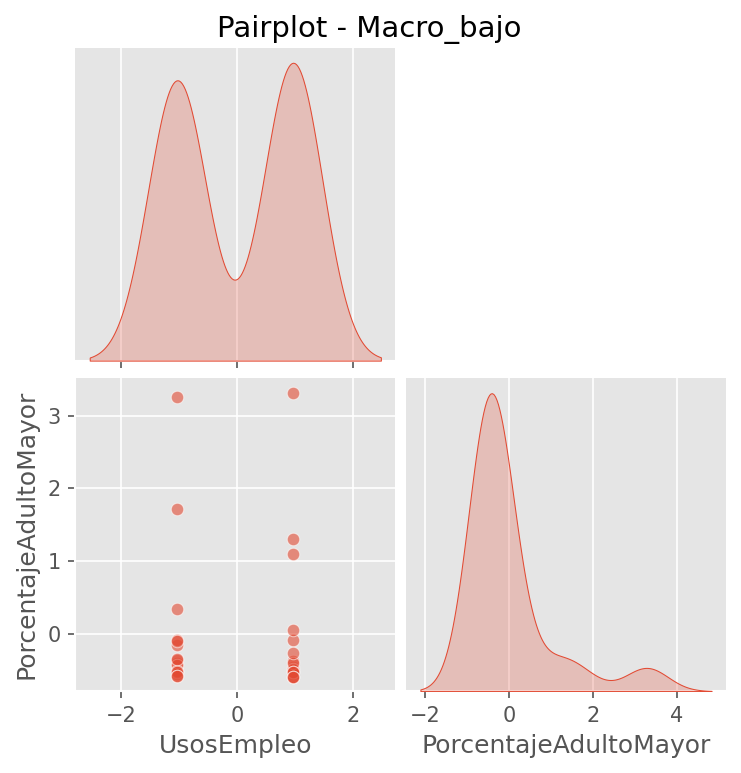 Pairplot - Macro_bajo
PorcentajeAdultoMayor
3
2
1
0
−2 0 2
UsosEmpleo
−2 0 2 4
PorcentajeAdultoMayor